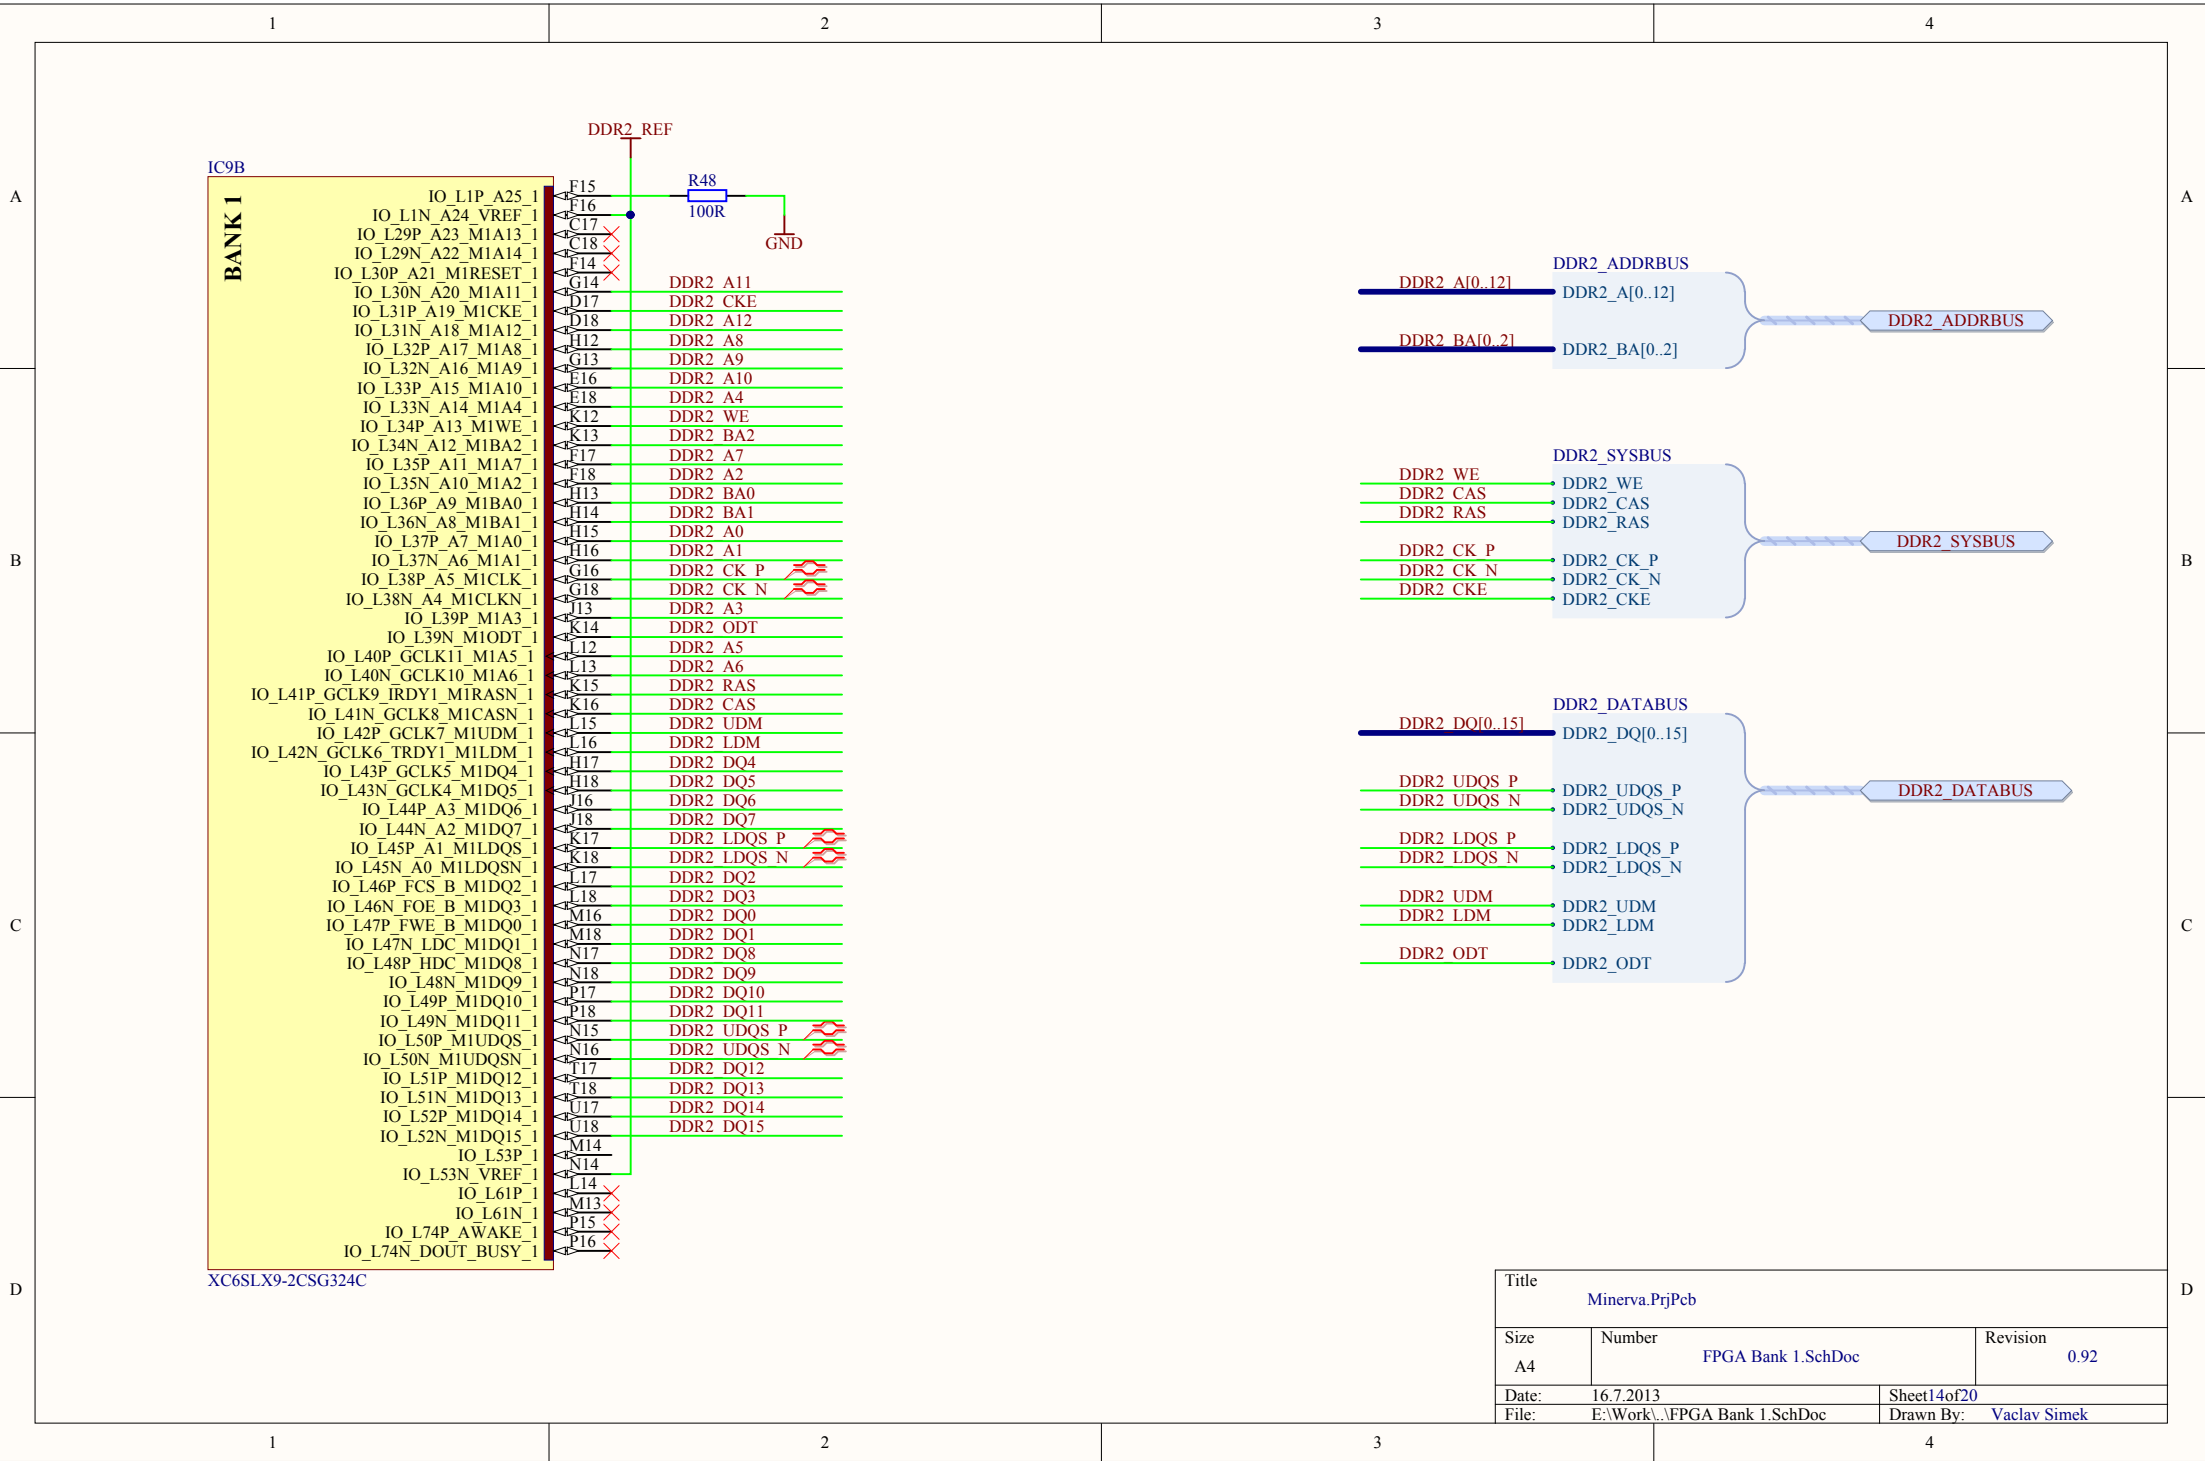 1 2 3 4
A A
B B
C C
D D
IC9B
BANK 1
DDR2_REF
R48
100R
GND
IO_L1P_A25_1 F15
IO_L1N_A24_VREF_1 F16
IO_L29P_A23_M1A13_1 C17
IO_L29N_A22_M1A14_1 C18
IO_L30P_A21_M1RESET_1 F14
IO_L30N_A20_M1A11_1 G14 DDR2_A11
IO_L31P_A19_M1CKE_1 D17 DDR2_CKE
IO_L31N_A18_M1A12_1 D18 DDR2_A12
IO_L32P_A17_M1A8_1 H12 DDR2_A8
IO_L32N_A16_M1A9_1 G13 DDR2_A9
IO_L33P_A15_M1A10_1 E16 DDR2_A10
IO_L33N_A14_M1A4_1 E18 DDR2_A4
IO_L34P_A13_M1WE_1 K12 DDR2_WE
IO_L34N_A12_M1BA2_1 K13 DDR2_BA2
IO_L35P_A11_M1A7_1 F17 DDR2_A7
IO_L35N_A10_M1A2_1 F18 DDR2_A2
IO_L36P_A9_M1BA0_1 H13 DDR2_BA0
IO_L36N_A8_M1BA1_1 H14 DDR2_BA1
IO_L37P_A7_M1A0_1 H15 DDR2_A0
IO_L37N_A6_M1A1_1 H16 DDR2_A1
IO_L38P_A5_M1CLK_1 G16 DDR2_CK_P
IO_L38N_A4_M1CLKN_1 G18 DDR2_CK_N
IO_L39P_M1A3_1 J13 DDR2_A3
IO_L39N_M1ODT_1 K14 DDR2_ODT
IO_L40P_GCLK11_M1A5_1 L12 DDR2_A5
IO_L40N_GCLK10_M1A6_1 L13 DDR2_A6
IO_L41P_GCLK9_IRDY1_M1RASN_1 K15 DDR2_RAS
IO_L41N_GCLK8_M1CASN_1 K16 DDR2_CAS
IO_L42P_GCLK7_M1UDM_1 L15 DDR2_UDM
IO_L42N_GCLK6_TRDY1_M1LDM_1 L16 DDR2_LDM
IO_L43P_GCLK5_M1DQ4_1 H17 DDR2_DQ4
IO_L43N_GCLK4_M1DQ5_1 H18 DDR2_DQ5
IO_L44P_A3_M1DQ6_1 J16 DDR2_DQ6
IO_L44N_A2_M1DQ7_1 J18 DDR2_DQ7
IO_L45P_A1_M1LDQS_1 K17 DDR2_LDQS_P
IO_L45N_A0_M1LDQSN_1 K18 DDR2_LDQS_N
IO_L46P_FCS_B_M1DQ2_1 L17 DDR2_DQ2
IO_L46N_FOE_B_M1DQ3_1 L18 DDR2_DQ3
IO_L47P_FWE_B_M1DQ0_1 M16 DDR2_DQ0
IO_L47N_LDC_M1DQ1_1 M18 DDR2_DQ1
IO_L48P_HDC_M1DQ8_1 N17 DDR2_DQ8
IO_L48N_M1DQ9_1 N18 DDR2_DQ9
IO_L49P_M1DQ10_1 P17 DDR2_DQ10
IO_L49N_M1DQ11_1 P18 DDR2_DQ11
IO_L50P_M1UDQS_1 N15 DDR2_UDQS_P
IO_L50N_M1UDQSN_1 N16 DDR2_UDQS_N
IO_L51P_M1DQ12_1 T17 DDR2_DQ12
IO_L51N_M1DQ13_1 T18 DDR2_DQ13
IO_L52P_M1DQ14_1 U17 DDR2_DQ14
IO_L52N_M1DQ15_1 U18 DDR2_DQ15
IO_L53P_1 M14
IO_L53N_VREF_1 N14
IO_L61P_1 L14
IO_L61N_1 M13
IO_L74P_AWAKE_1 P15
IO_L74N_DOUT_BUSY_1 P16
XC6SLX9-2CSG324C
DDR2_ADDRBUS
DDR2_A[0..12] DDR2_A[0..12]
DDR2_ADDRBUS
DDR2_BA[0..2] DDR2_BA[0..2]
DDR2_SYSBUS
DDR2_WE DDR2_WE
DDR2_CAS DDR2_CAS
DDR2_RAS DDR2_RAS
DDR2_SYSBUS
DDR2_CK_P DDR2_CK_P
DDR2_CK_N DDR2_CK_N
DDR2_CKE DDR2_CKE
DDR2_DATABUS
DDR2_DQ[0..15] DDR2_DQ[0..15]
DDR2_UDQS_P DDR2_UDQS_P
DDR2_DATABUS
DDR2_UDQS_N DDR2_UDQS_N
DDR2_LDQS_P DDR2_LDQS_P
DDR2_LDQS_N DDR2_LDQS_N
DDR2_UDM DDR2_UDM
DDR2_LDM DDR2_LDM
DDR2_ODT DDR2_ODT
Title
Minerva.PrjPcb
Size Number Revision
A4 FPGA Bank 1.SchDoc 0.92
Date: 16.7.2013 Sheet14of20
File: E:\Work\..\FPGA Bank 1.SchDoc Drawn By: Vaclav Simek
1 2 3 4